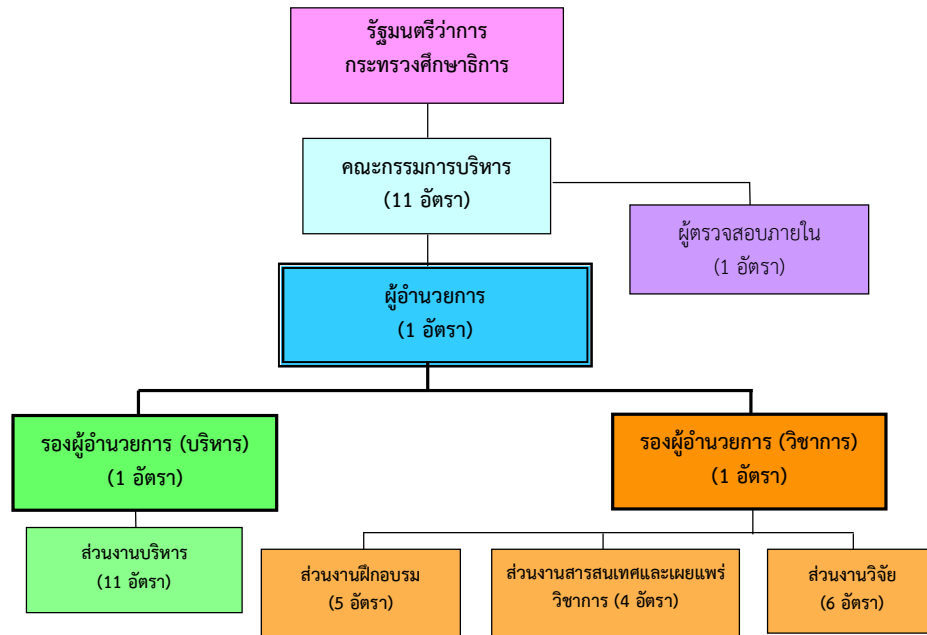 รัฐมนตรีว่าการ
กระทรวงศึกษาธิการ
คณะกรรมการบริหาร
(11 อัตรา)
ผู้ตรวจสอบภายใน
(1 อัตรา)
ผู้อำนวยการ
(1 อัตรา)
รองผู้อำนวยการ (บริหาร)
(1 อัตรา)
รองผู้อำนวยการ (วิชาการ)
(1 อัตรา)
ส่วนงานบริหาร
(11 อัตรา)
ส่วนงานฝึกอบรม
(5 อัตรา)
ส่วนงานสารสนเทศและเผยแพร่
วิชาการ (4 อัตรา)
ส่วนงานวิจัย
(6 อัตรา)